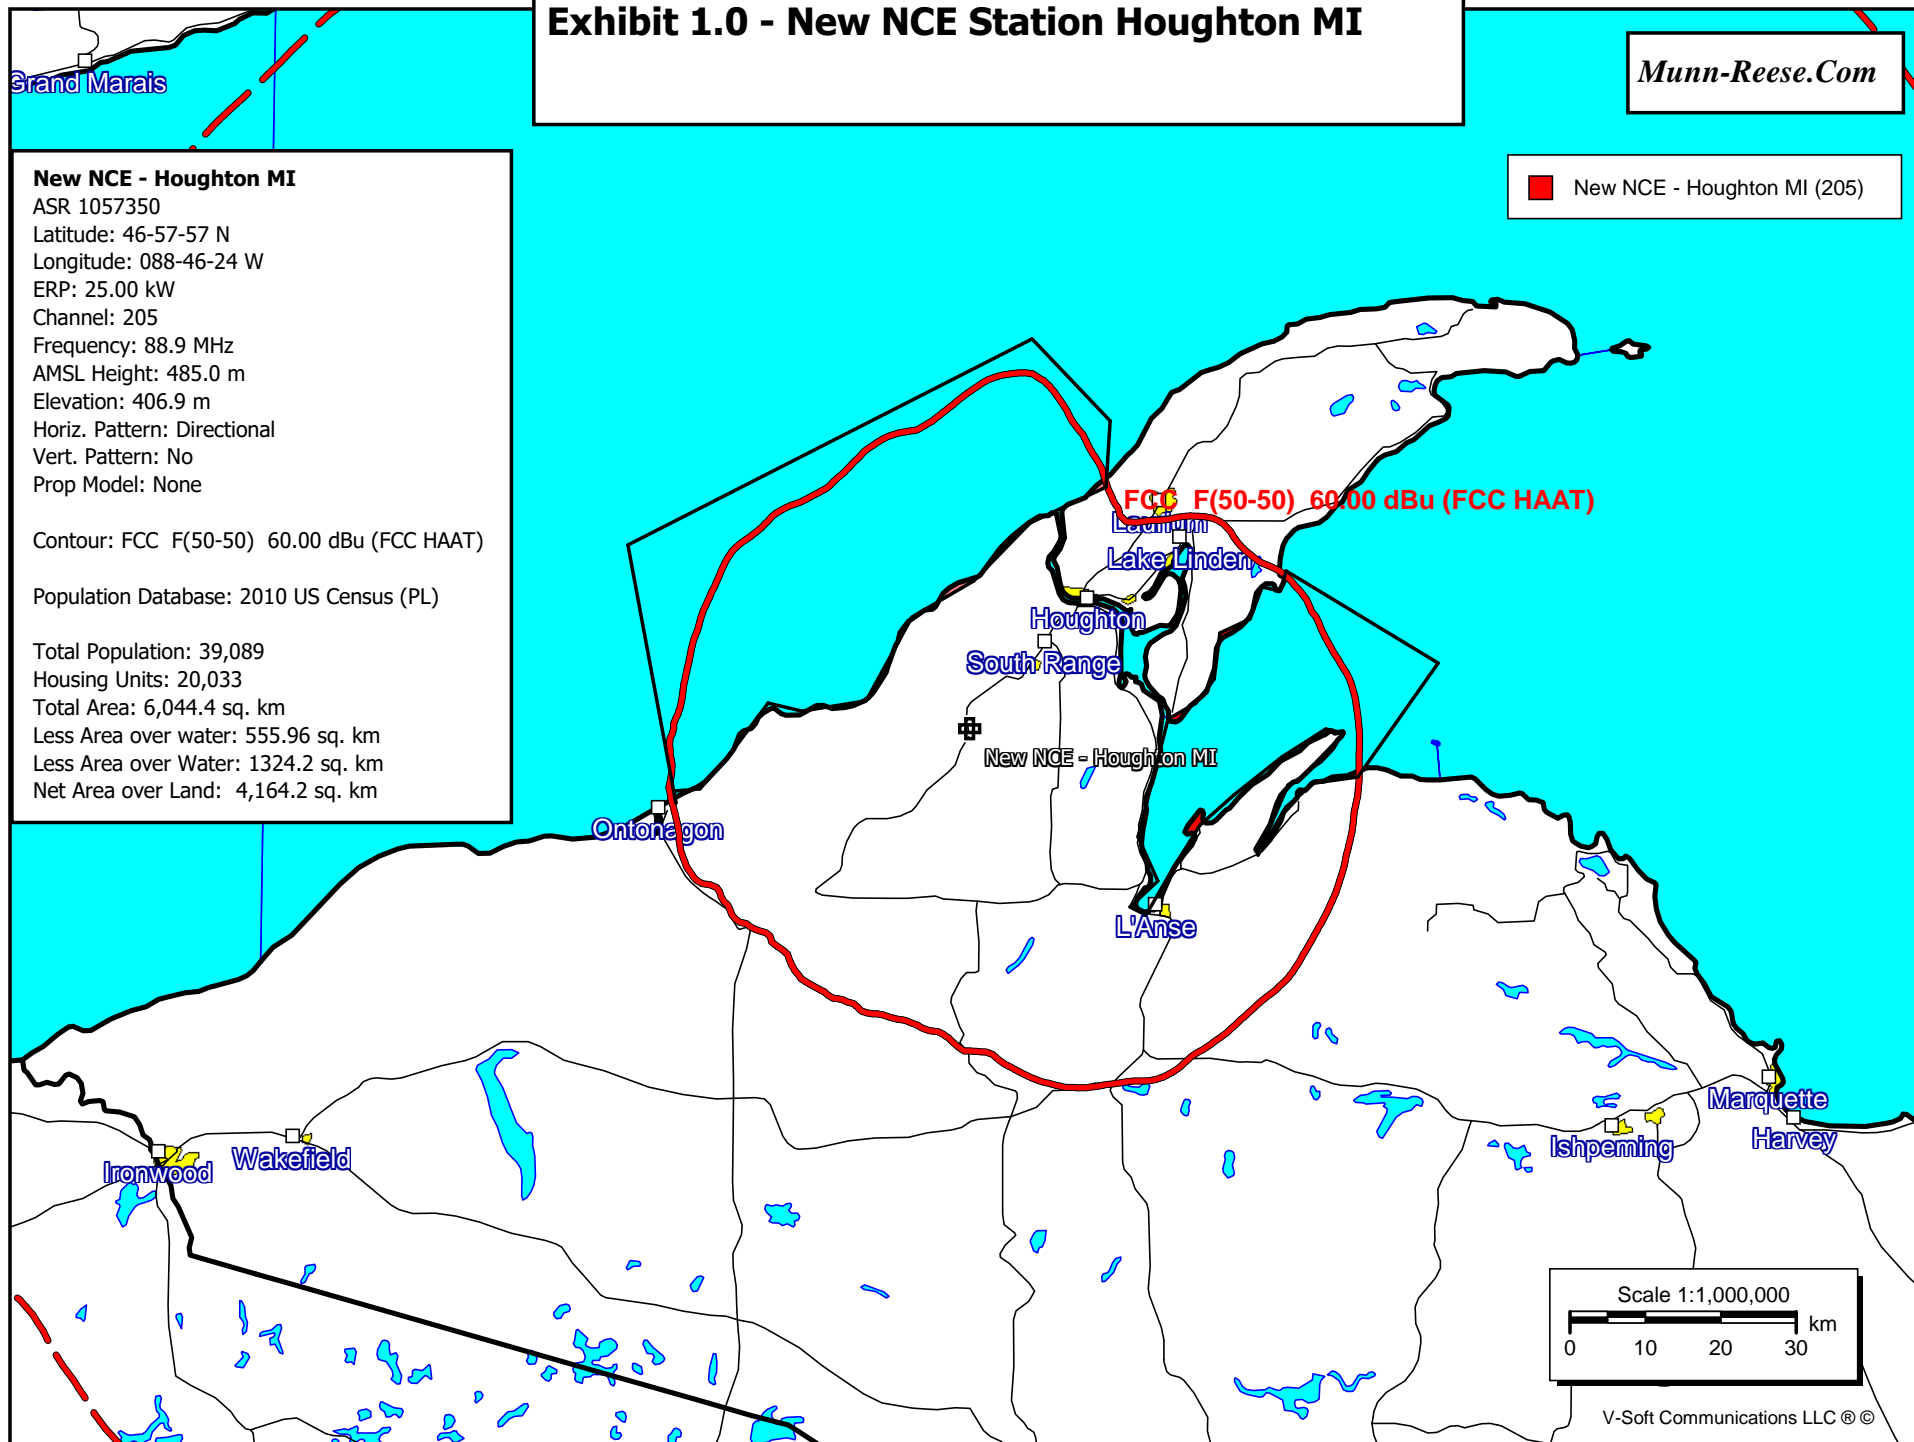 Exhibit 1.0 - New NCE Station Houghton MI
Munn-Reese.Com
Grand Marais
New NCE - Houghton MI
ASR 1057350
Latitude: 46-57-57 N
Longitude: 088-46-24 W
ERP: 25.00 kW
Channel: 205
Frequency: 88.9 MHz
AMSL Height: 485.0 m
Elevation: 406.9 m
Horiz. Pattern: Directional
Vert. Pattern: No
Prop Model: None
Contour: FCC F(50-50) 60.00 dBu (FCC HAAT)
Population Database: 2010 US Census (PL)
Total Population: 39,089
Housing Units: 20,033
Total Area: 6,044.4 sq. km
Less Area over water: 555.96 sq. km
Less Area over Water: 1324.2 sq. km
Net Area over Land: 4,164.2 sq. km
New NCE - Houghton MI (205)
FCC F(50-50) 60.00 dBu (FCC HAAT)
Laurium
Lake Linden
Houghton
South Range
New NCE - Houghton MI
Ontonagon
L'Anse
Marquette
Harvey
Ishpeming
Wakefield
Ironwood
Scale 1:1,000,000
km
0 10 20 30
V-Soft Communications LLC ® ©